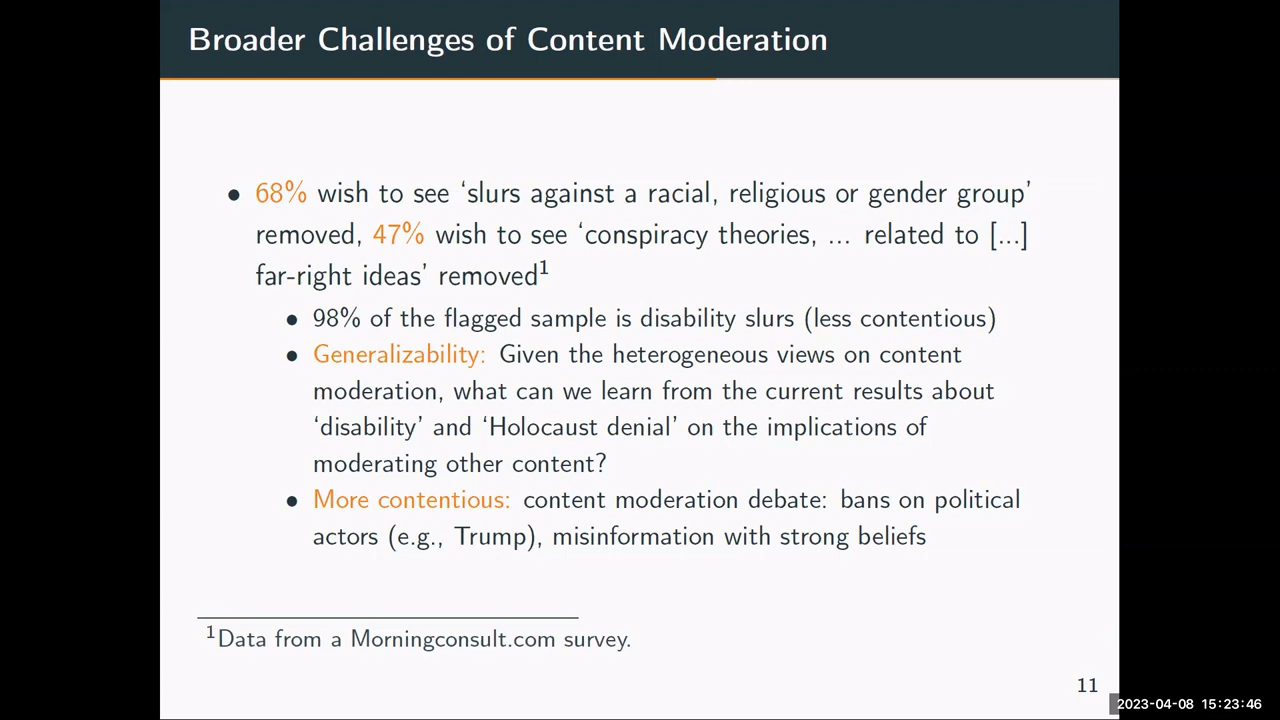 Broader Challenges of Content Moderation
• 68% wish to see ‘slurs against a racial, religious or gender group’
removed, 47% wish to see ‘conspiracy theories, ... related to [...]
far-right ideas’ removed1
• 98% of the flagged sample is disability slurs (less contentious)
• Generalizability: Given the heterogeneous views on content
moderation, what can we learn from the current results about
‘disability’ and ‘Holocaust denial’ on the implications of
moderating other content?
• More contentious: content moderation debate: bans on political
actors (e.g., Trump), misinformation with strong beliefs
1Data from a Morningconsult.com survey.
11
2023-04-08 15:23:46